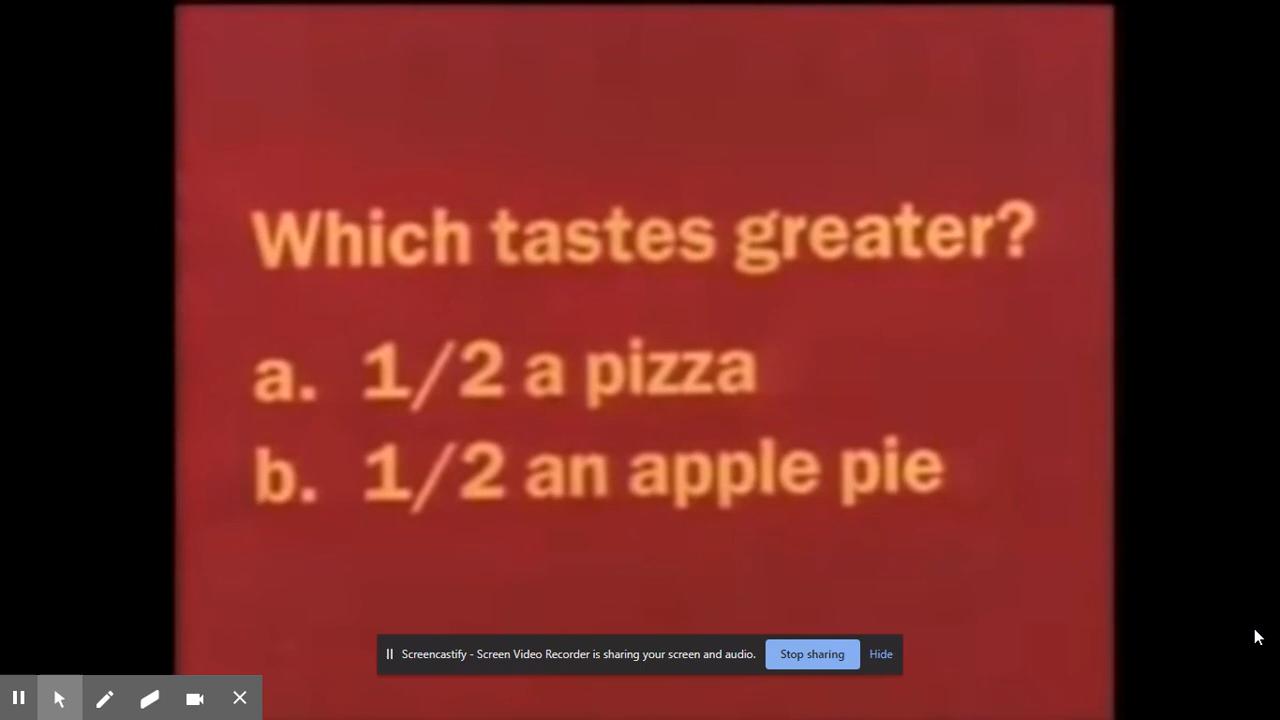 Which tastes greater?
a. 1/2 a pizza
b. 1/2 an apple pie
Screencastify - Screen Video Recorder is sharing your screen and audio.
Stop sharing
Hide